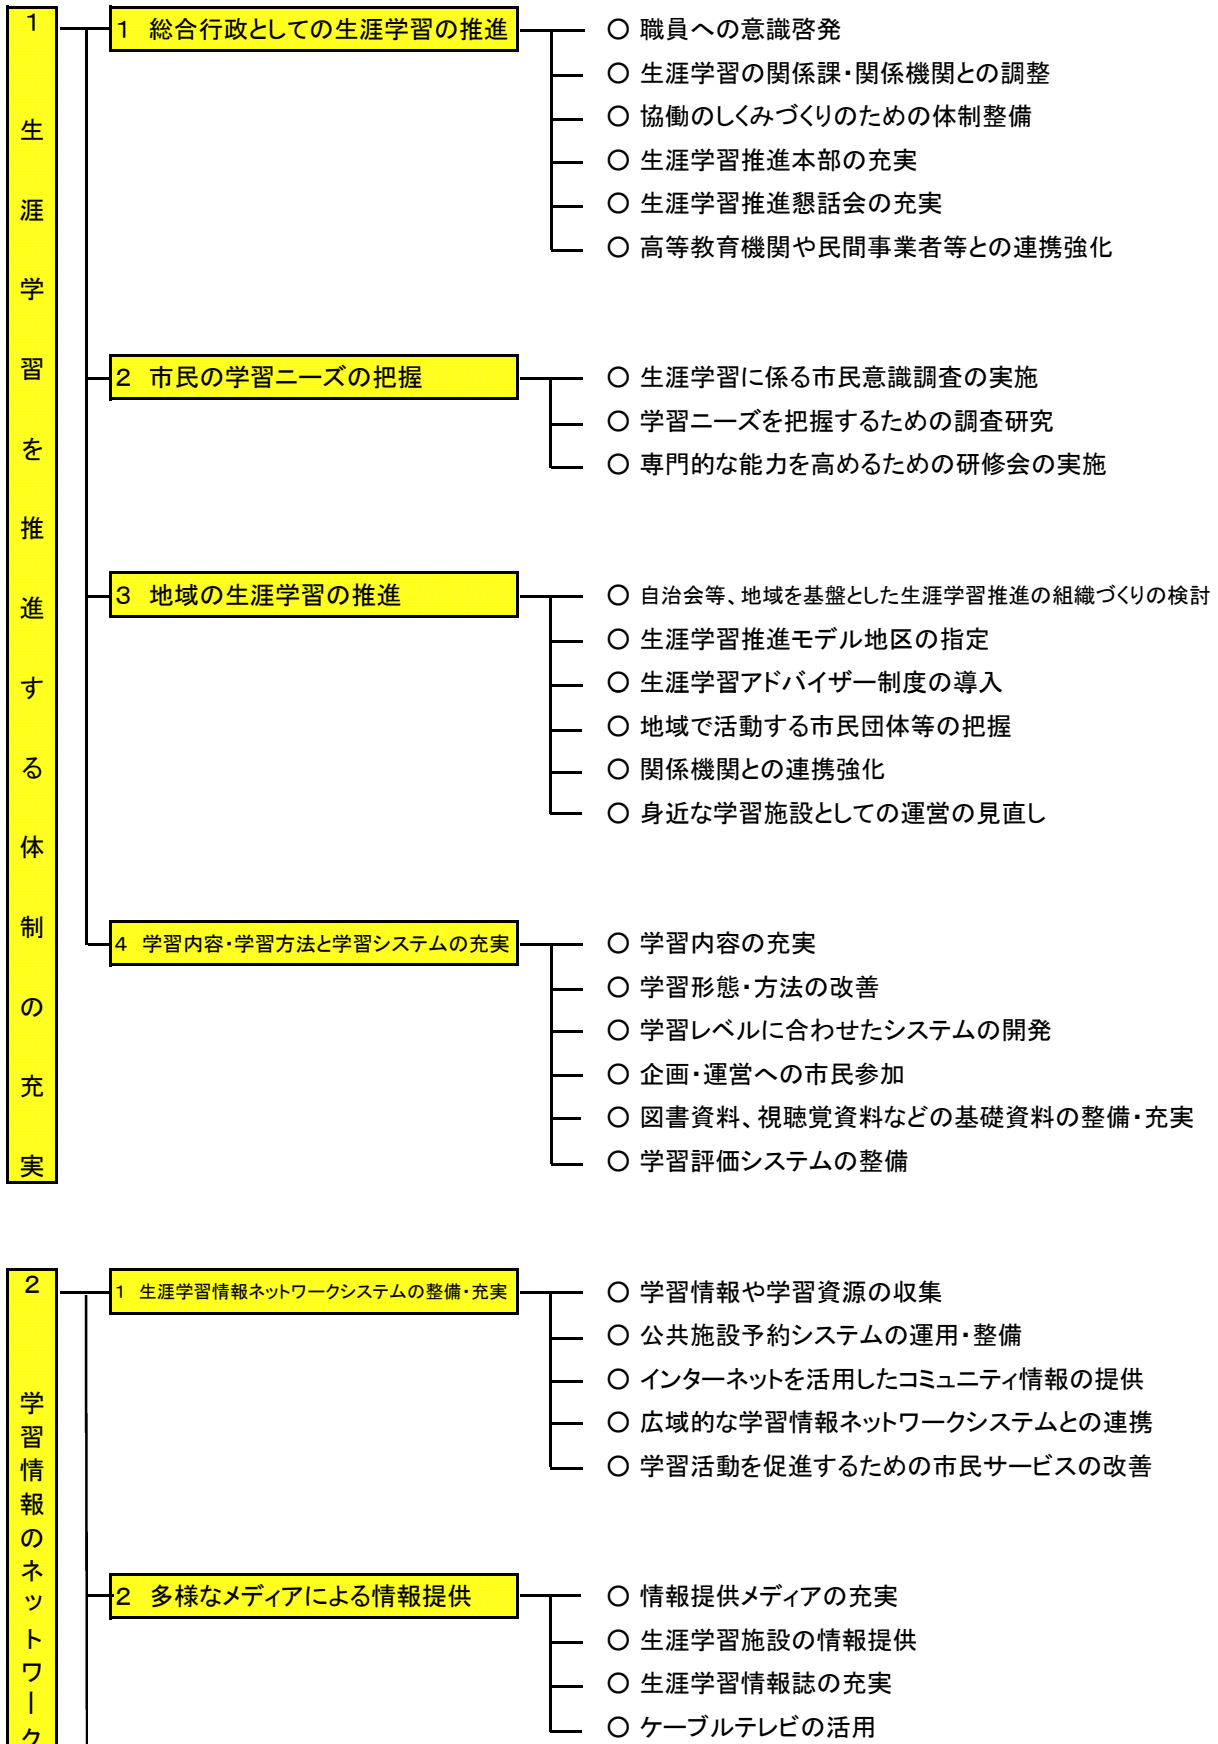 1 生涯学習を推進する体制の充実
1 総合行政としての生涯学習の推進
○ 職員への意識啓発
○ 生涯学習の関係課・関係機関との調整
○ 協働のしくみづくりのための体制整備
○ 生涯学習推進本部の充実
○ 生涯学習推進懇話会の充実
○ 高等教育機関や民間事業者等との連携強化
2 市民の学習ニーズの把握
○ 生涯学習に係る市民意識調査の実施
○ 学習ニーズを把握するための調査研究
○ 専門的な能力を高めるための研修会の実施
3 地域の生涯学習の推進
○ 自治会等、地域を基盤とした生涯学習推進の組織づくりの検討
○ 生涯学習推進モデル地区の指定
○ 生涯学習アドバイザー制度の導入
○ 地域で活動する市民団体等の把握
○ 関係機関との連携強化
○ 身近な学習施設としての運営の見直し
4 学習内容・学習方法と学習システムの充実
○ 学習内容の充実
○ 学習形態・方法の改善
○ 学習レベルに合わせたシステムの開発
○ 企画・運営への市民参加
○ 図書資料、視聴覚資料などの基礎資料の整備・充実
○ 学習評価システムの整備
2 学習情報のネットワーク
1 生涯学習情報ネットワークシステムの整備・充実
○ 学習情報や学習資源の収集
○ 公共施設予約システムの運用・整備
○ インターネットを活用したコミュニティ情報の提供
○ 広域的な学習情報ネットワークシステムとの連携
○ 学習活動を促進するための市民サービスの改善
2 多様なメディアによる情報提供
○ 情報提供メディアの充実
○ 生涯学習施設の情報提供
○ 生涯学習情報誌の充実
○ ケーブルテレビの活用